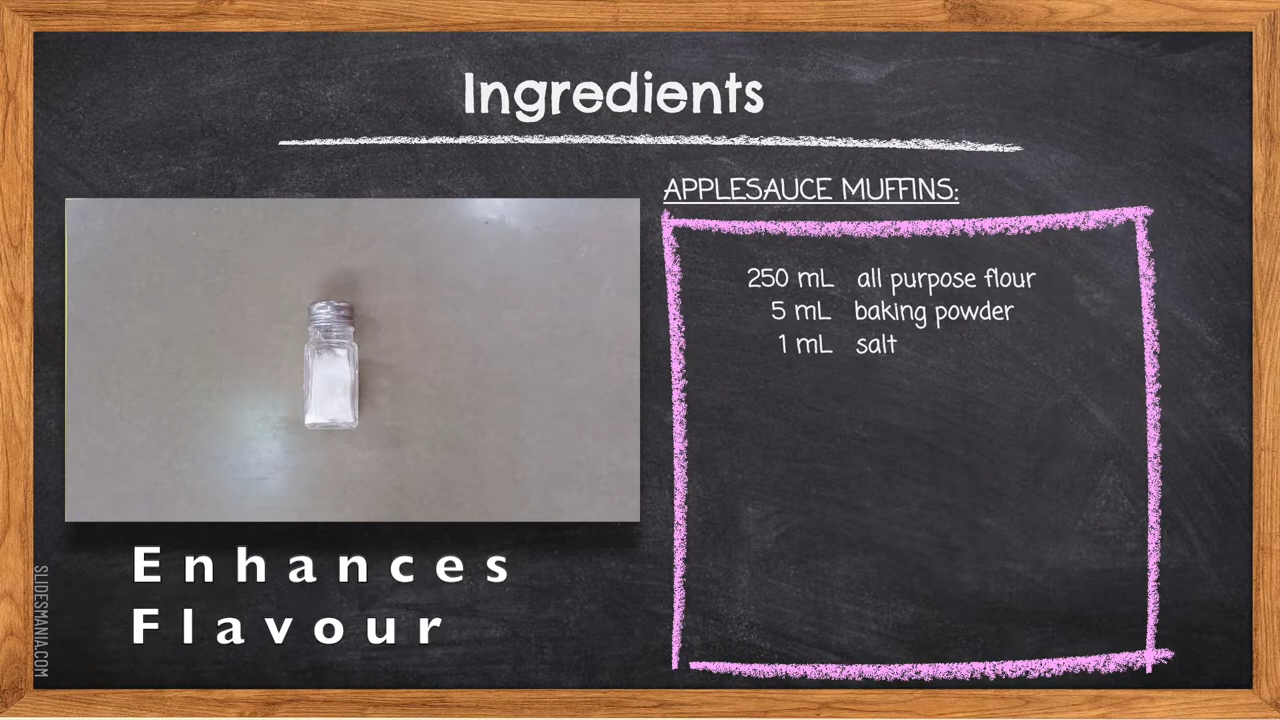 Ingredients
APPLESAUCE MUFFINS:
250 mL all purpose flour
5 mL baking powder
1 mL salt
Enhances
Flavour
SLIDESMANIA.COM